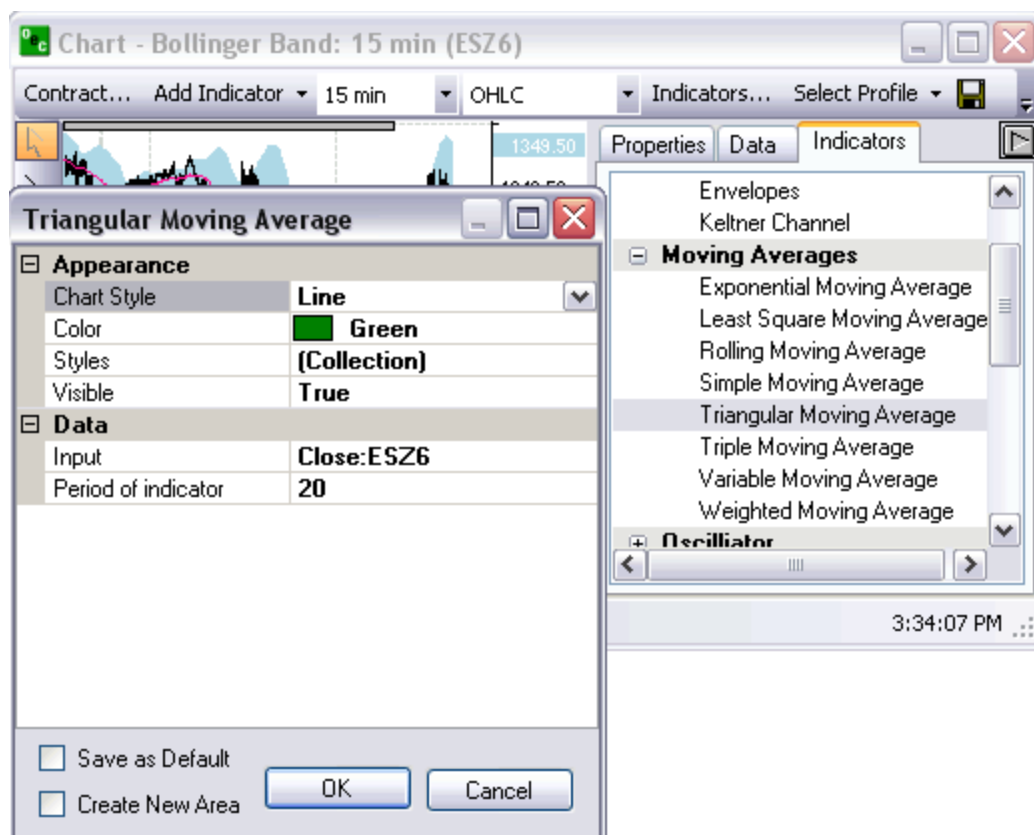 Oec Chart - Bollinger Band: 15 min (ESZ6)
Contract... Add Indicator 15 min OHLC Indicators... Select Profile
1349.50
Properties Data Indicators
Envelopes
Keltner Channel
Moving Averages
Exponential Moving Average
Least Square Moving Average
Rolling Moving Average
Simple Moving Average
Triangular Moving Average
Triple Moving Average
Variable Moving Average
Weighted Moving Average
Oscilliator
3:34:07 PM
Triangular Moving Average
Appearance
Chart Style Line
Color Green
Styles (Collection)
Visible True
Data
Input Close:ESZ6
Period of indicator 20
Save as Default
Create New Area
OK Cancel